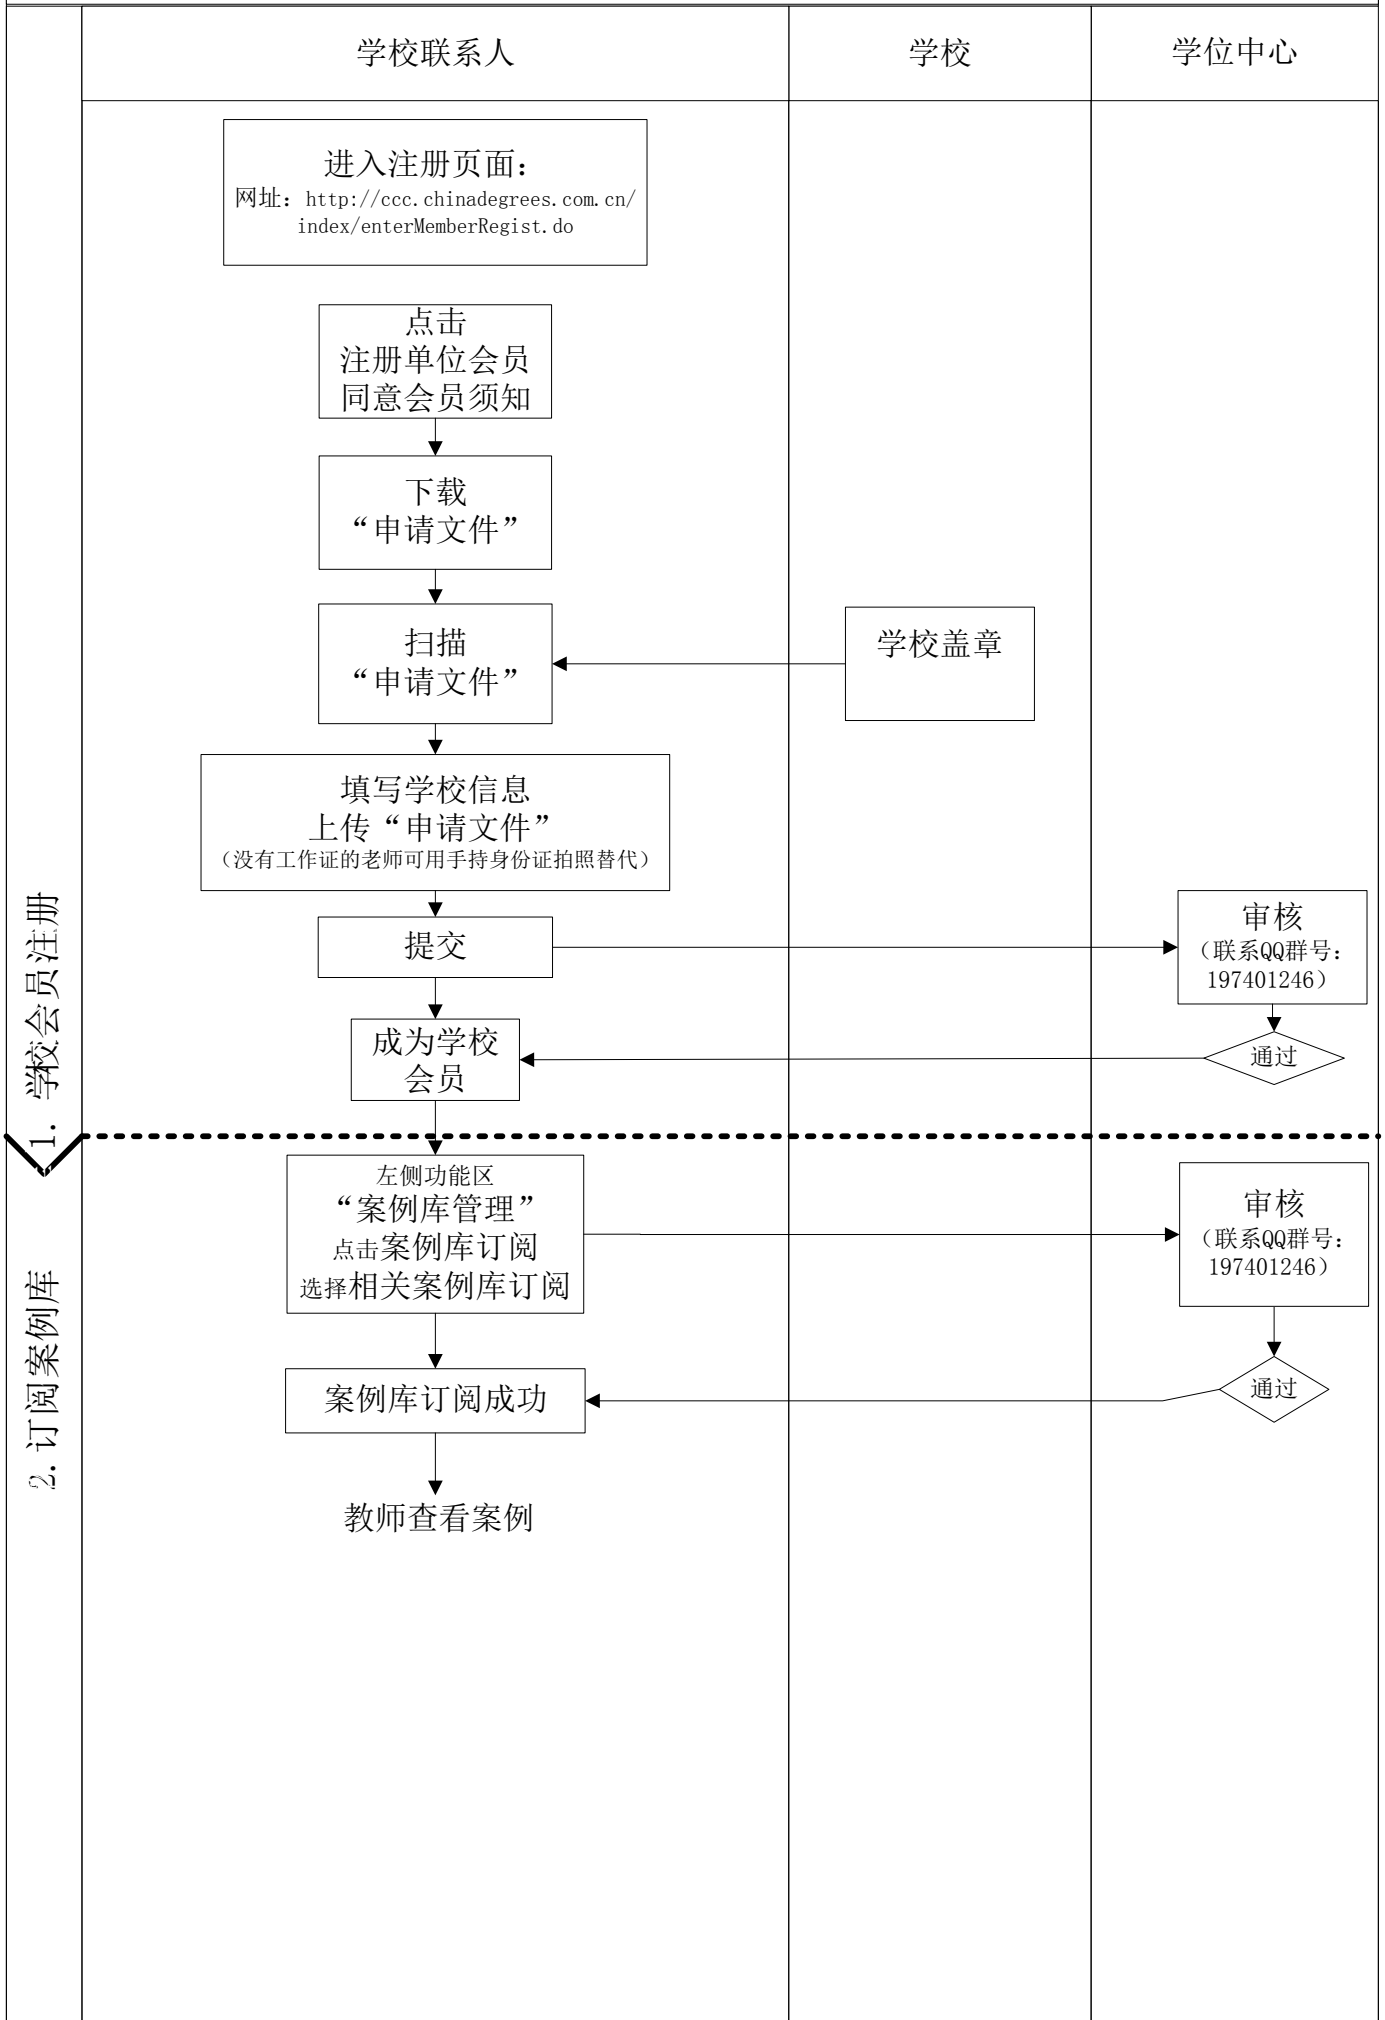 学校联系人
学校
学位中心
进入注册页面：
网址：http://ccc.chinadegrees.com.cn/
index/enterMemberRegist.do
点击
注册单位会员
同意会员须知
下载
“申请文件”
扫描
“申请文件”
学校盖章
填写学校信息
上传“申请文件”
（没有工作证的老师可用手持身份证拍照替代）
提交
审核
（联系QQ群号：
197401246）
成为学校
会员
通过
1. 学校会员注册
左侧功能区
“案例库管理”
点击案例库订阅
选择相关案例库订阅
审核
（联系QQ群号：
197401246）
案例库订阅成功
通过
教师查看案例
2. 订阅案例库